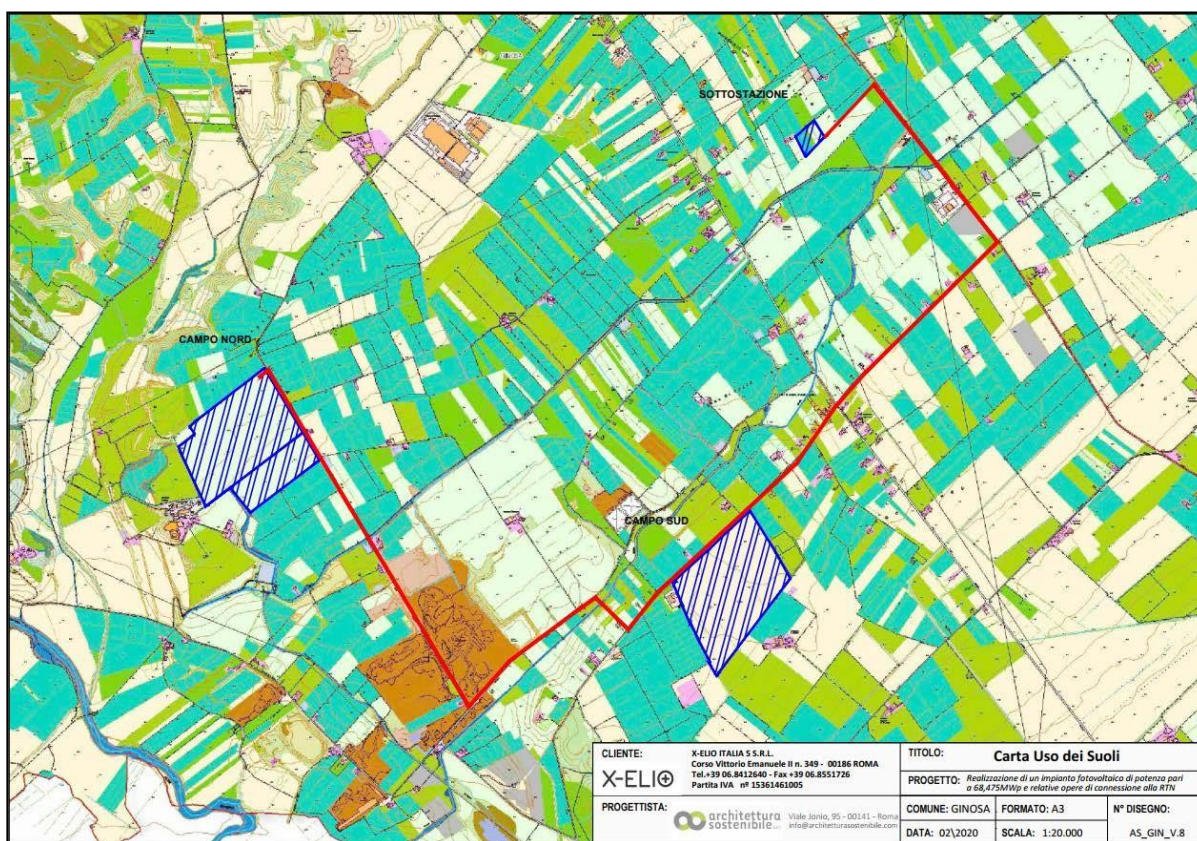 SOTTOSTAZIONE
CAMPO NORD
CAMPO SUD
CLIENTE:
X-ELIO
X-ELIO ITALIA 5 S.R.L.
Corso Vittorio Emanuele II n. 349 - 00186 ROMA
Tel.+39 06.8412640 - Fax +39 06.8551726
Partita IVA n° 15361461005
PROGETTISTA:
architettura
sostenibile
Viale Jonio, 95 - 00141 - Roma
info@architetturasostenibile.com
TITOLO:
Carta Uso dei Suoli
PROGETTO: Realizzazione di un impianto fotovoltaico di potenza pari
a 68,475MWp e relative opere di connessione alla RTN
COMUNE: GINOSA
FORMATO: A3
N° DISEGNO:
DATA: 02\2020
SCALA: 1:20.000
AS_GIN_V.8